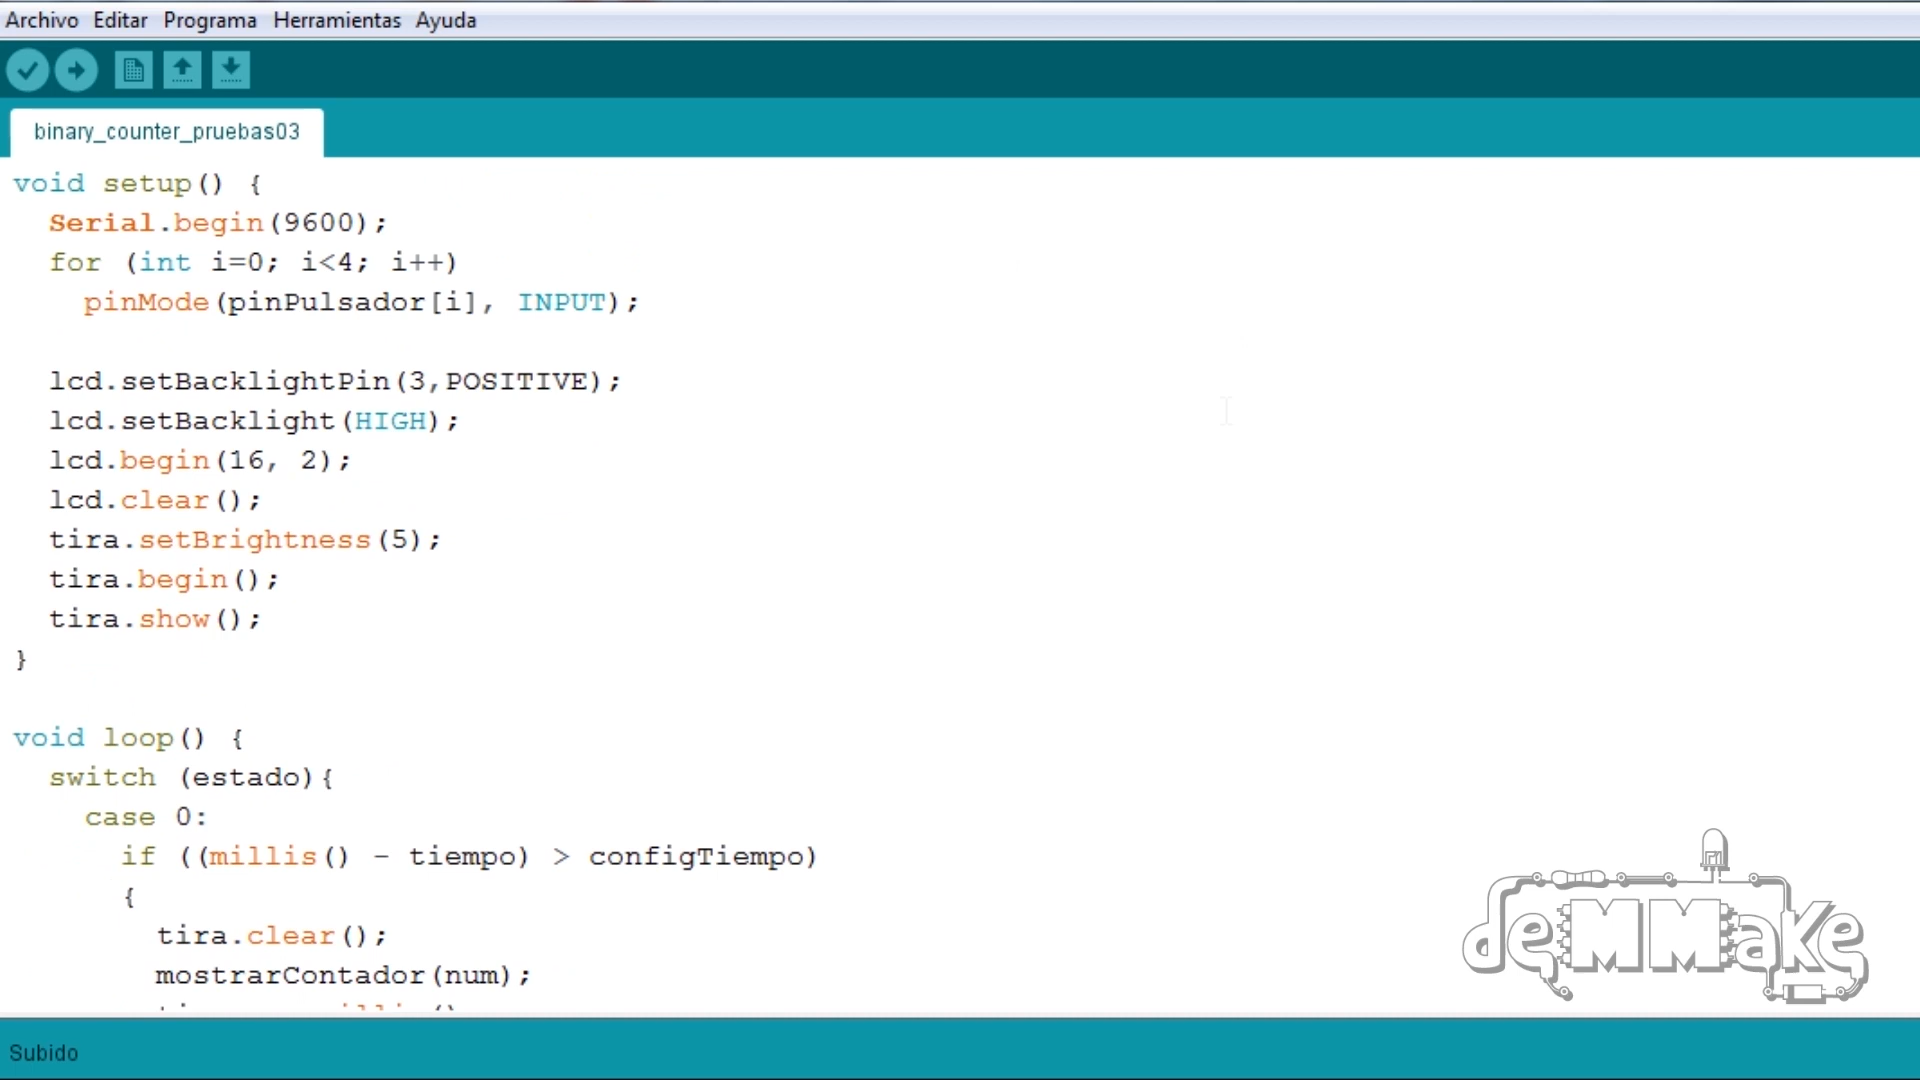 Archivo Editar Programa Herramientas Ayuda
binary_counter_pruebas03
void setup() {
  Serial.begin(9600);
  for (int i=0; i<4; i++)
    pinMode(pinPulsador[i], INPUT);
  lcd.setBacklightPin(3,POSITIVE);
  lcd.setBacklight(HIGH);
  lcd.begin(16, 2);
  lcd.clear();
  tira.setBrightness(5);
  tira.begin();
  tira.show();
}
void loop() {
  switch (estado){
    case 0:
      if ((millis() - tiempo) > configTiempo)
      {
        tira.clear();
        mostrarContador(num);
deMMake
Subido